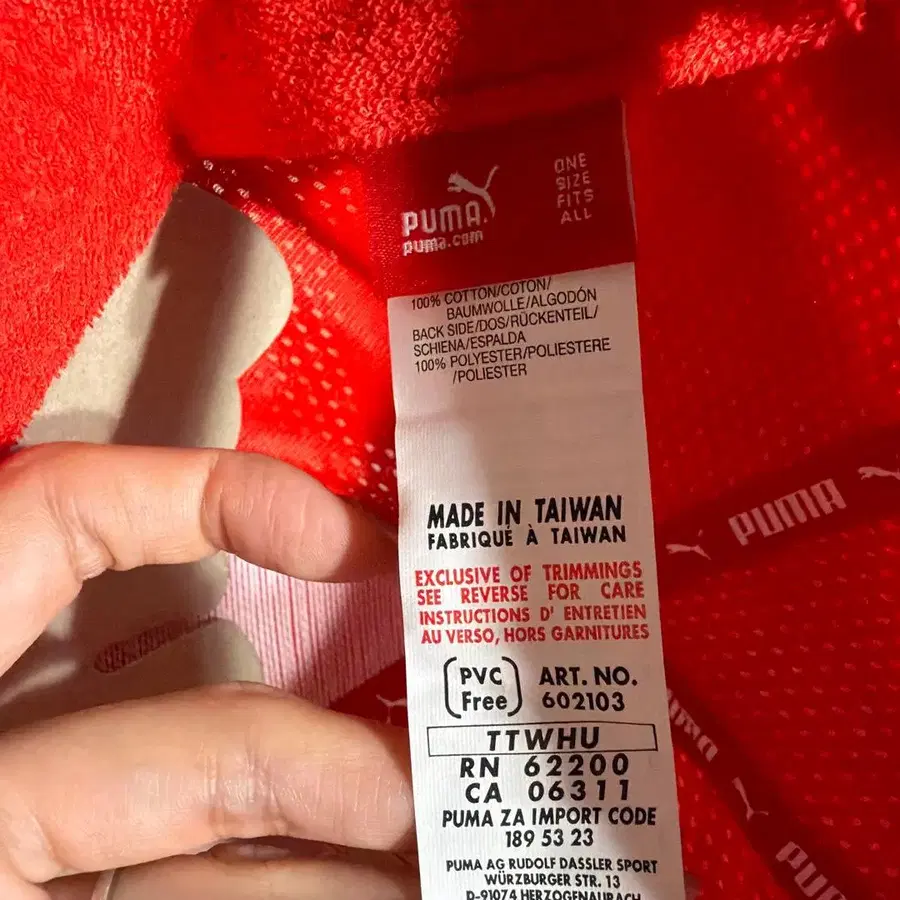 PUMA
puma.com
ONE
SIZE
FITS
ALL
100% COTTON/COTON/
BAUMWOLLE/ALGODÓN
BACK SIDE/DOS/RÜCKENTEIL/
SCHIENA/ESPALDA
100% POLYESTER/POLIESTERE
/POLIESTER
MADE IN TAIWAN
FABRIQUÉ À TAIWAN
EXCLUSIVE OF TRIMMINGS
SEE REVERSE FOR CARE
INSTRUCTIONS D' ENTRETIEN
AU VERSO, HORS GARNITURES
PVC
Free
ART. NO.
602103
TTWHU
RN 62200
CA 06311
PUMA ZA IMPORT CODE
189 53 23
PUMA AG RUDOLF DASSLER SPORT
WÜRZBURGER STR. 13
D-91074 HERZOGENAURACH
PUMA
PUMA
PUM